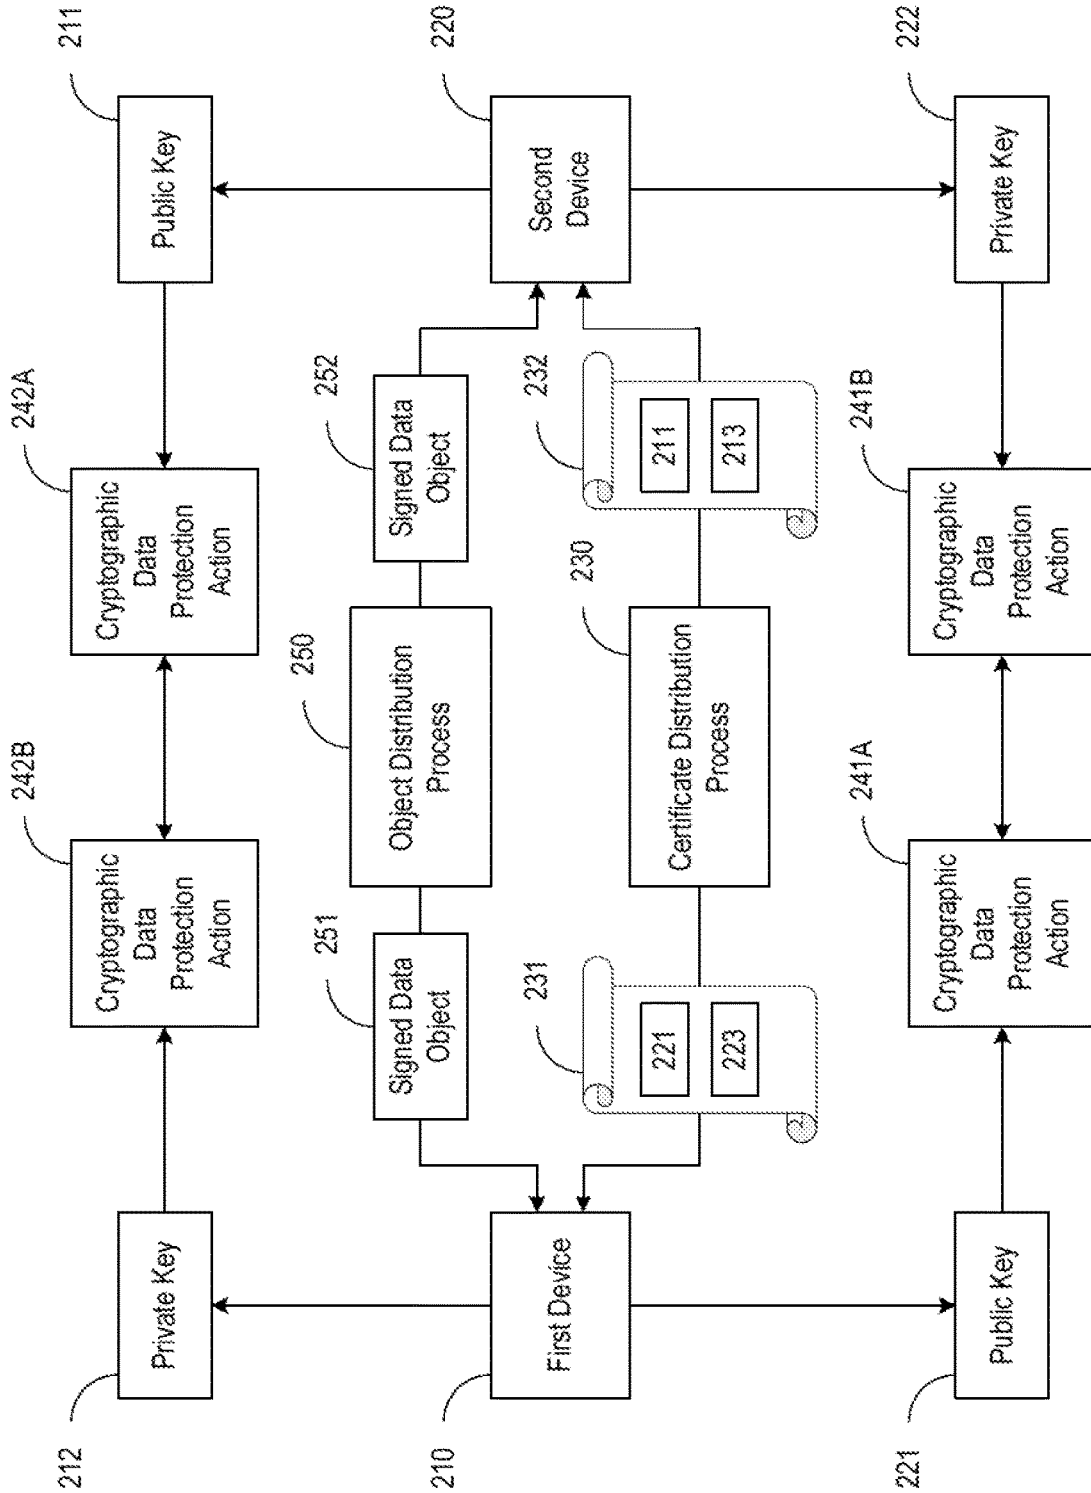 212
Private Key
242B
Cryptographic
Data
Protection
Action
242A
Cryptographic
Data
Protection
Action
211
Public Key
210
First Device
251
Signed Data
Object
250
Object Distribution
Process
252
Signed Data
Object
220
Second
Device
231
221
223
230
Certificate Distribution
Process
232
211
213
221
Public Key
241A
Cryptographic
Data
Protection
Action
241B
Cryptographic
Data
Protection
Action
222
Private Key